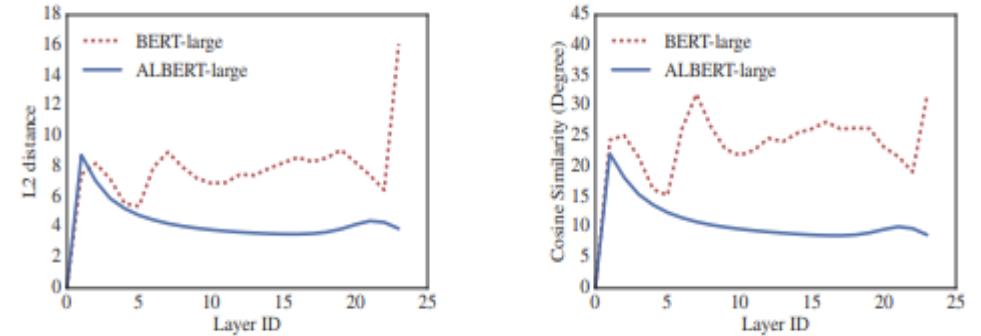 18
16
14
12
10
8
6
4
2
0
L2 distance
BERT-large
ALBERT-large
0 5 10 15 20 25
Layer ID
45
40
35
30
25
20
15
10
5
0
Cosine Similarity (Degree)
BERT-large
ALBERT-large
0 5 10 15 20 25
Layer ID